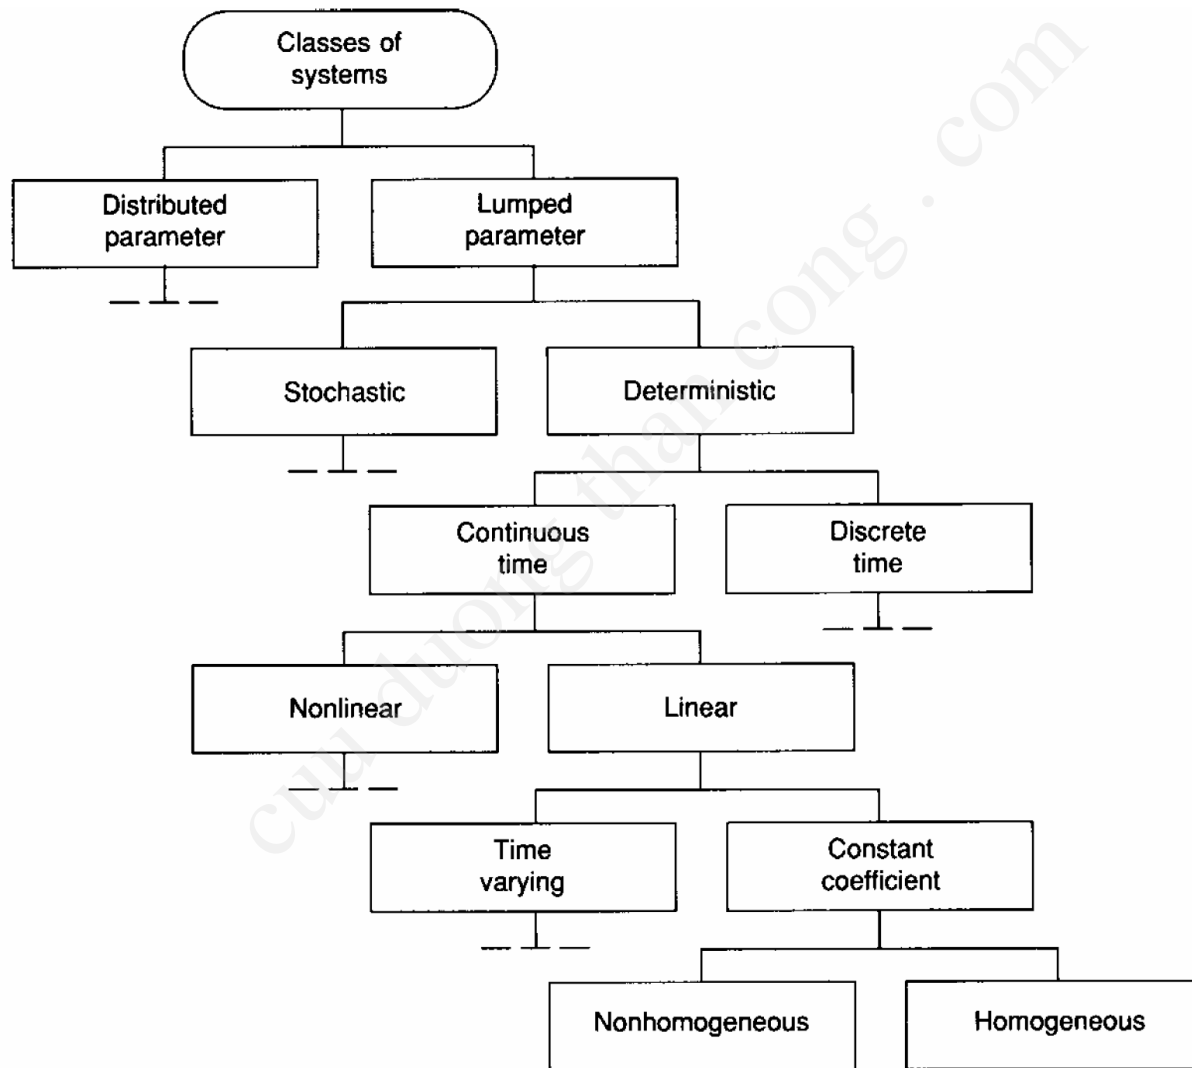 Classes of
systems
Distributed
parameter
Lumped
parameter
Stochastic
Deterministic
Continuous
time
Discrete
time
Nonlinear
Linear
Time
varying
Constant
coefficient
Nonhomogeneous
Homogeneous
cuu duong than cong . com